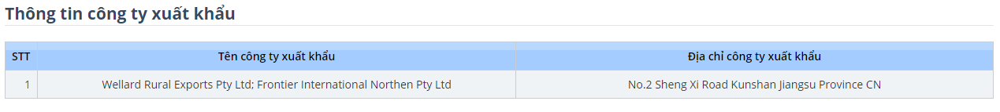 Thông tin công ty xuất khẩu
STT Tên công ty xuất khẩu Địa chỉ công ty xuất khẩu
1 Wellard Rural Exports Pty Ltd; Frontier International Northen Pty Ltd No.2 Sheng Xi Road Kunshan Jiangsu Province CN